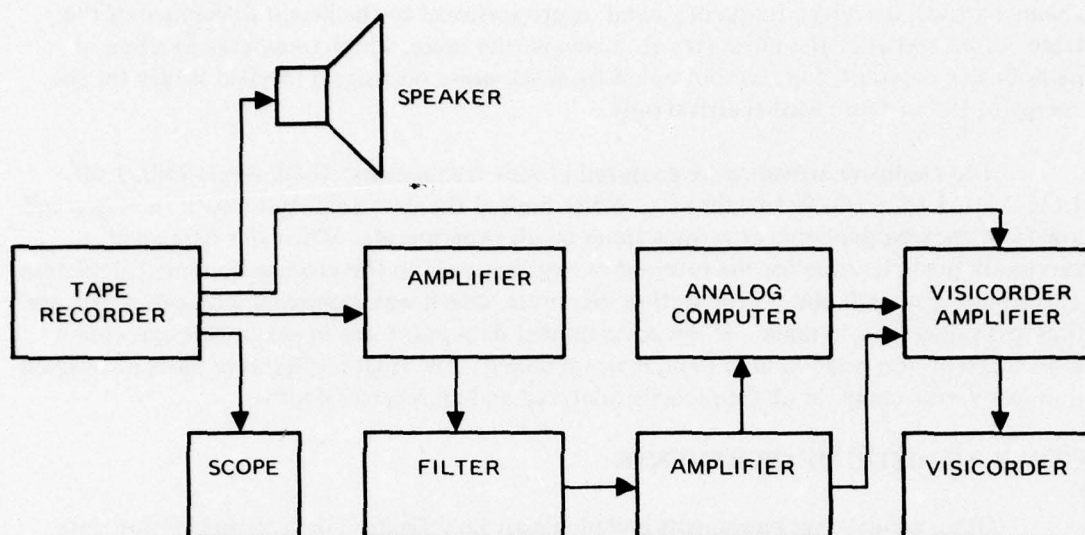 SPEAKER
TAPE
RECORDER
AMPLIFIER
ANALOG
COMPUTER
VISICORDER
AMPLIFIER
SCOPE
FILTER
AMPLIFIER
VISICORDER